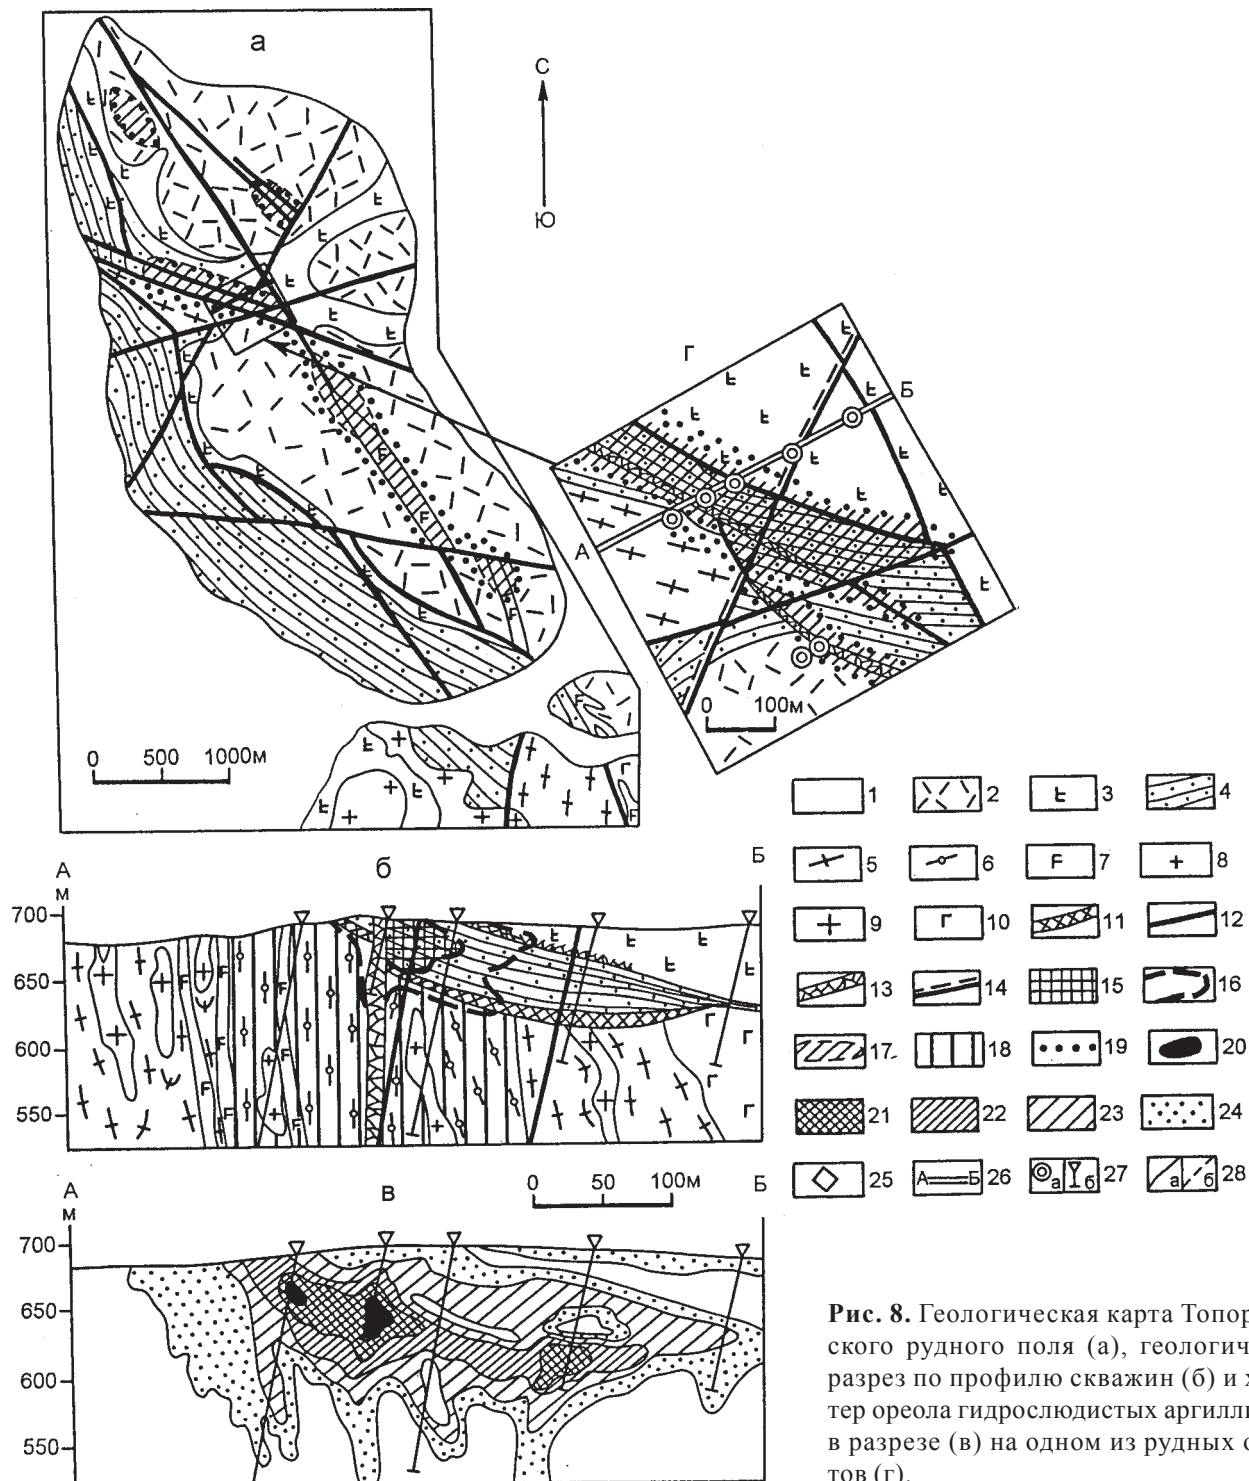 а
С
Ю
0 500 1000м
Г
А
Б
0 100м
1 2 3 4
5 6 7 8
9 10 11 12
13 14 15 16
17 18 19 20
21 22 23 24
25 А Б 26 а б 27 а б 28
А б Б
м
700
650
600
550
А В Б
м
0 50 100м
700
650
600
550
Рис. 8. Геологическая карта Топор
ского рудного поля (а), геологич
разрез по профилю скважин (б) и х
тер ореола гидрослюдистых аргилли
в разрезе (в) на одном из рудных о
тов (г).